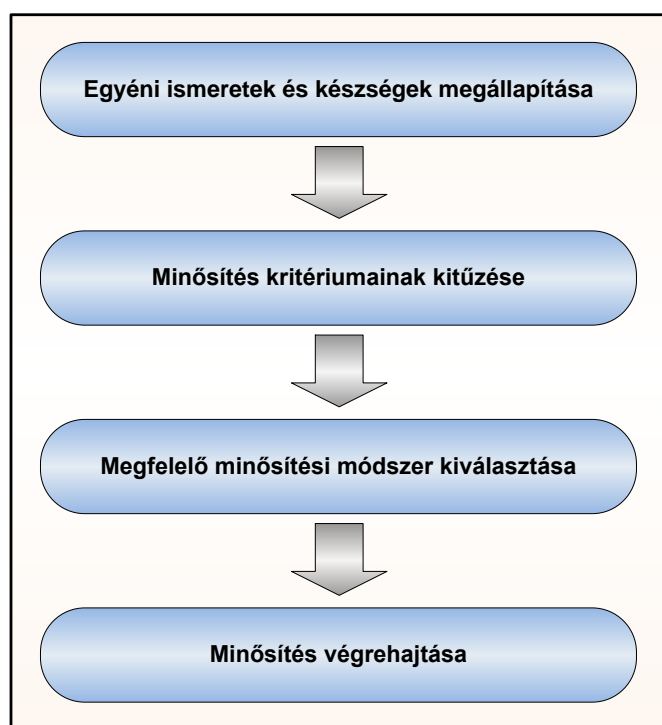 Egyéni ismeretek és készségek megállapítása
Minősítés kritériumainak kitűzése
Megfelelő minősítési módszer kiválasztása
Minősítés végrehajtása